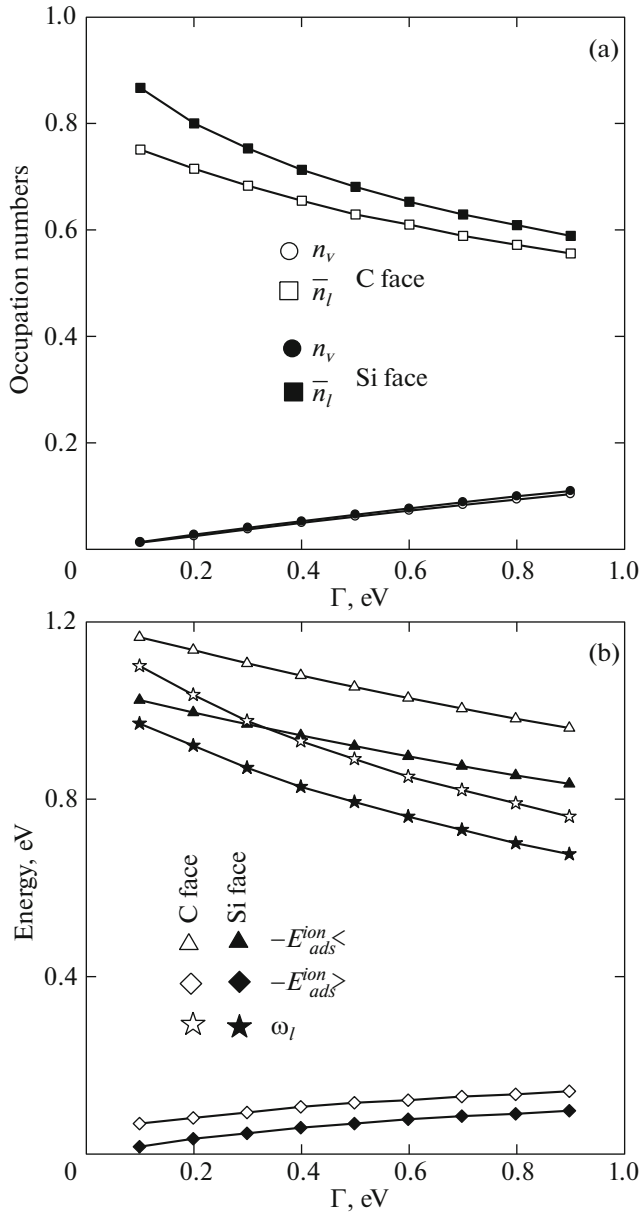 1.0
(a)
0.8
0.6
0.4
0.2
Occupation numbers
n_v
n̄_l
C face
n_v
n̄_l
Si face
0 0.2 0.4 0.6 0.8 1.0
Γ, eV
1.2
(b)
0.8
0.4
Energy, eV
C face
Si face
−E^{ion}_{ads}<
−E^{ion}_{ads}>
ω_l
0 0.2 0.4 0.6 0.8 1.0
Γ, eV